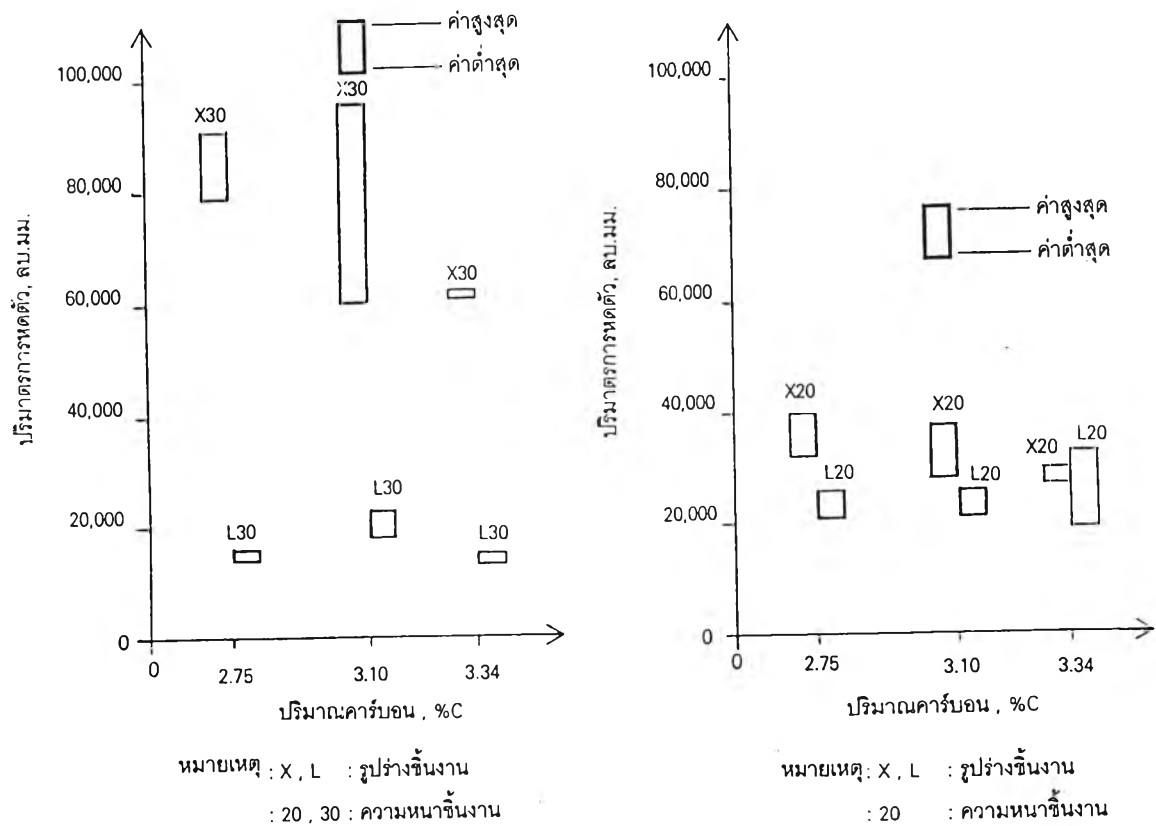 ค่าสูงสุด
ค่าต่ำสุด
100,000
X30
X30
80,000
X30
60,000
40,000
L30
20,000
L30
L30
0
0
2.75
3.10
3.34
ปริมาตรการหดตัว, ลบ.มม.
ปริมาณคาร์บอน , %C
หมายเหตุ : X , L : รูปร่างชิ้นงาน
: 20 , 30 : ความหนาชิ้นงาน
100,000
80,000
ค่าสูงสุด
ค่าต่ำสุด
60,000
40,000
X20
X20
L20
X20
L20
L20
20,000
0
0
2.75
3.10
3.34
ปริมาตรการหดตัว, ลบ.มม.
ปริมาณคาร์บอน , %C
หมายเหตุ : X , L : รูปร่างชิ้นงาน
: 20 : ความหนาชิ้นงาน